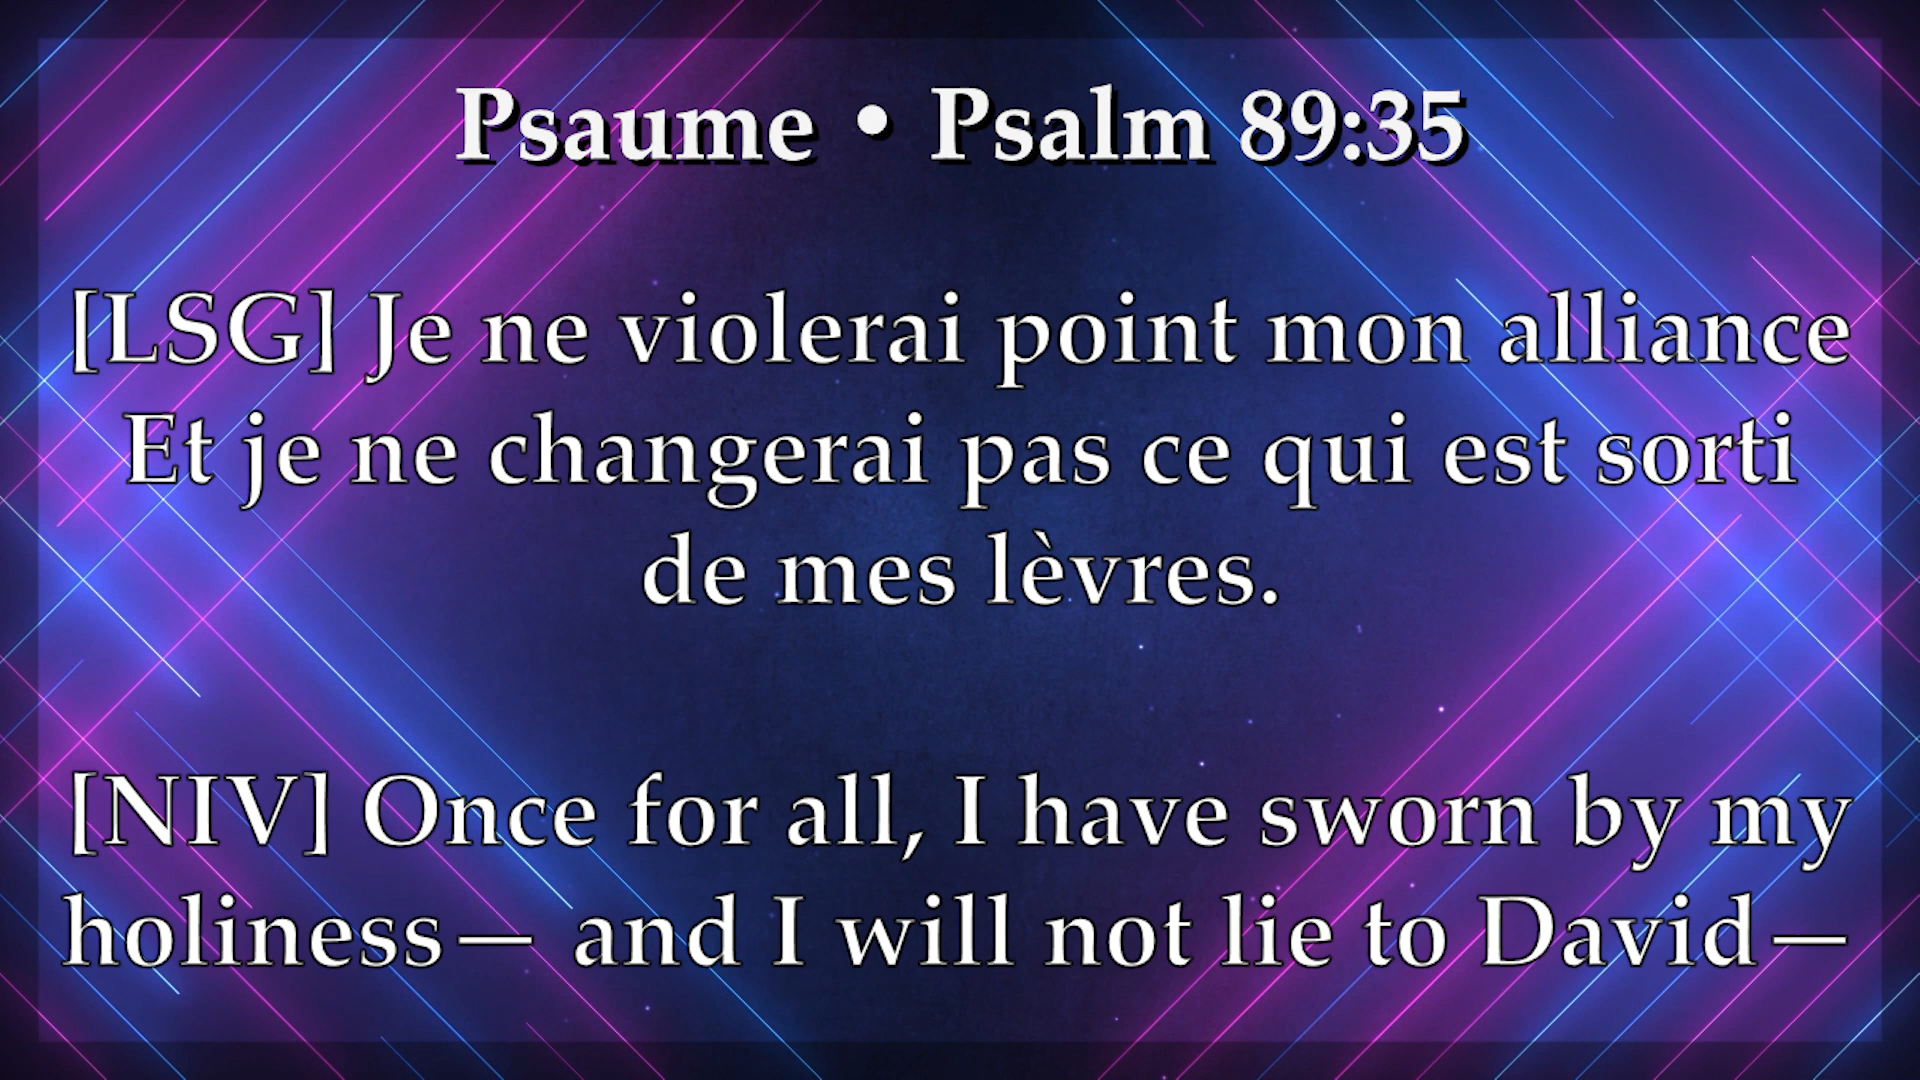 Psaume • Psalm 89:35
[LSG] Je ne violerai point mon alliance
Et je ne changerai pas ce qui est sorti
de mes lèvres.
[NIV] Once for all, I have sworn by my
holiness— and I will not lie to David—